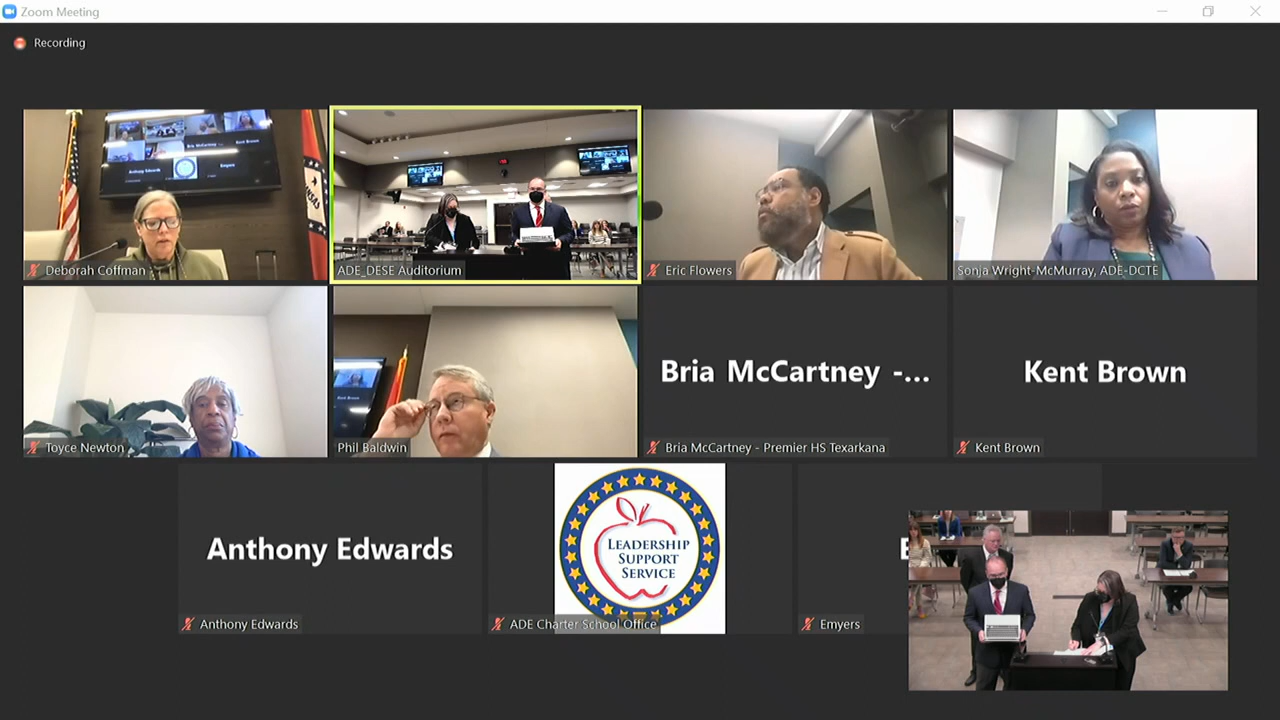 Zoom Meeting
Recording
Deborah Coffman
ADE_DESE Auditorium
Eric Flowers
Sonja Wright-McMurray, ADE-DCTE
Toyce Newton
Phil Baldwin
Bria McCartney -...
Bria McCartney - Premier HS Texarkana
Kent Brown
Kent Brown
Anthony Edwards
Anthony Edwards
LEADERSHIP
SUPPORT
SERVICE
ADE Charter School Office
Emyers